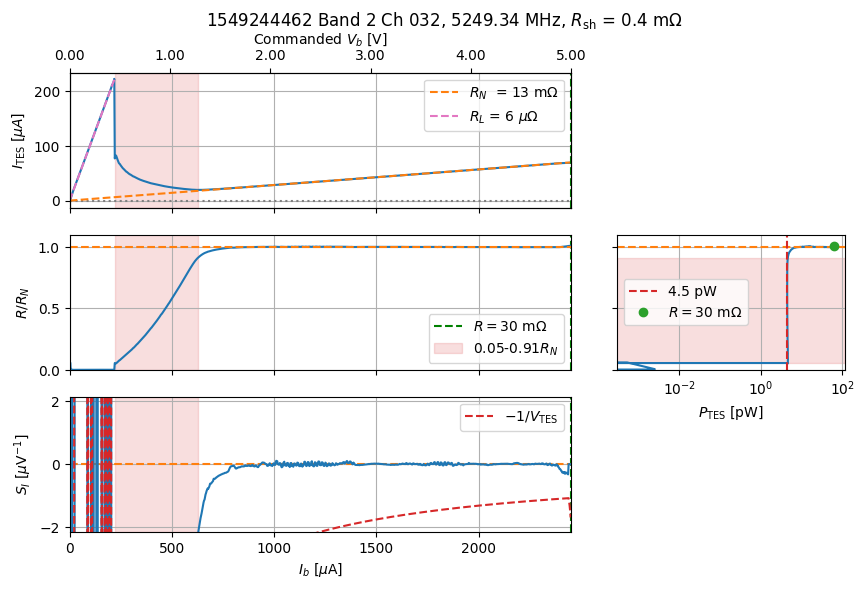 1549244462 Band 2 Ch 032, 5249.34 MHz, R_sh = 0.4 mΩ
Commanded V_b [V]
0.00 1.00 2.00 3.00 4.00 5.00
I_TES [μA]
200
100
0
R_N = 13 mΩ
R_L = 6 μΩ
R/R_N
1.0
0.5
0.0
R = 30 mΩ
0.05-0.91R_N
4.5 pW
R = 30 mΩ
10^−2 10^0 10^2
P_TES [pW]
S_I [μV^−1]
2
0
−2
−1/V_TES
0 500 1000 1500 2000
I_b [μA]